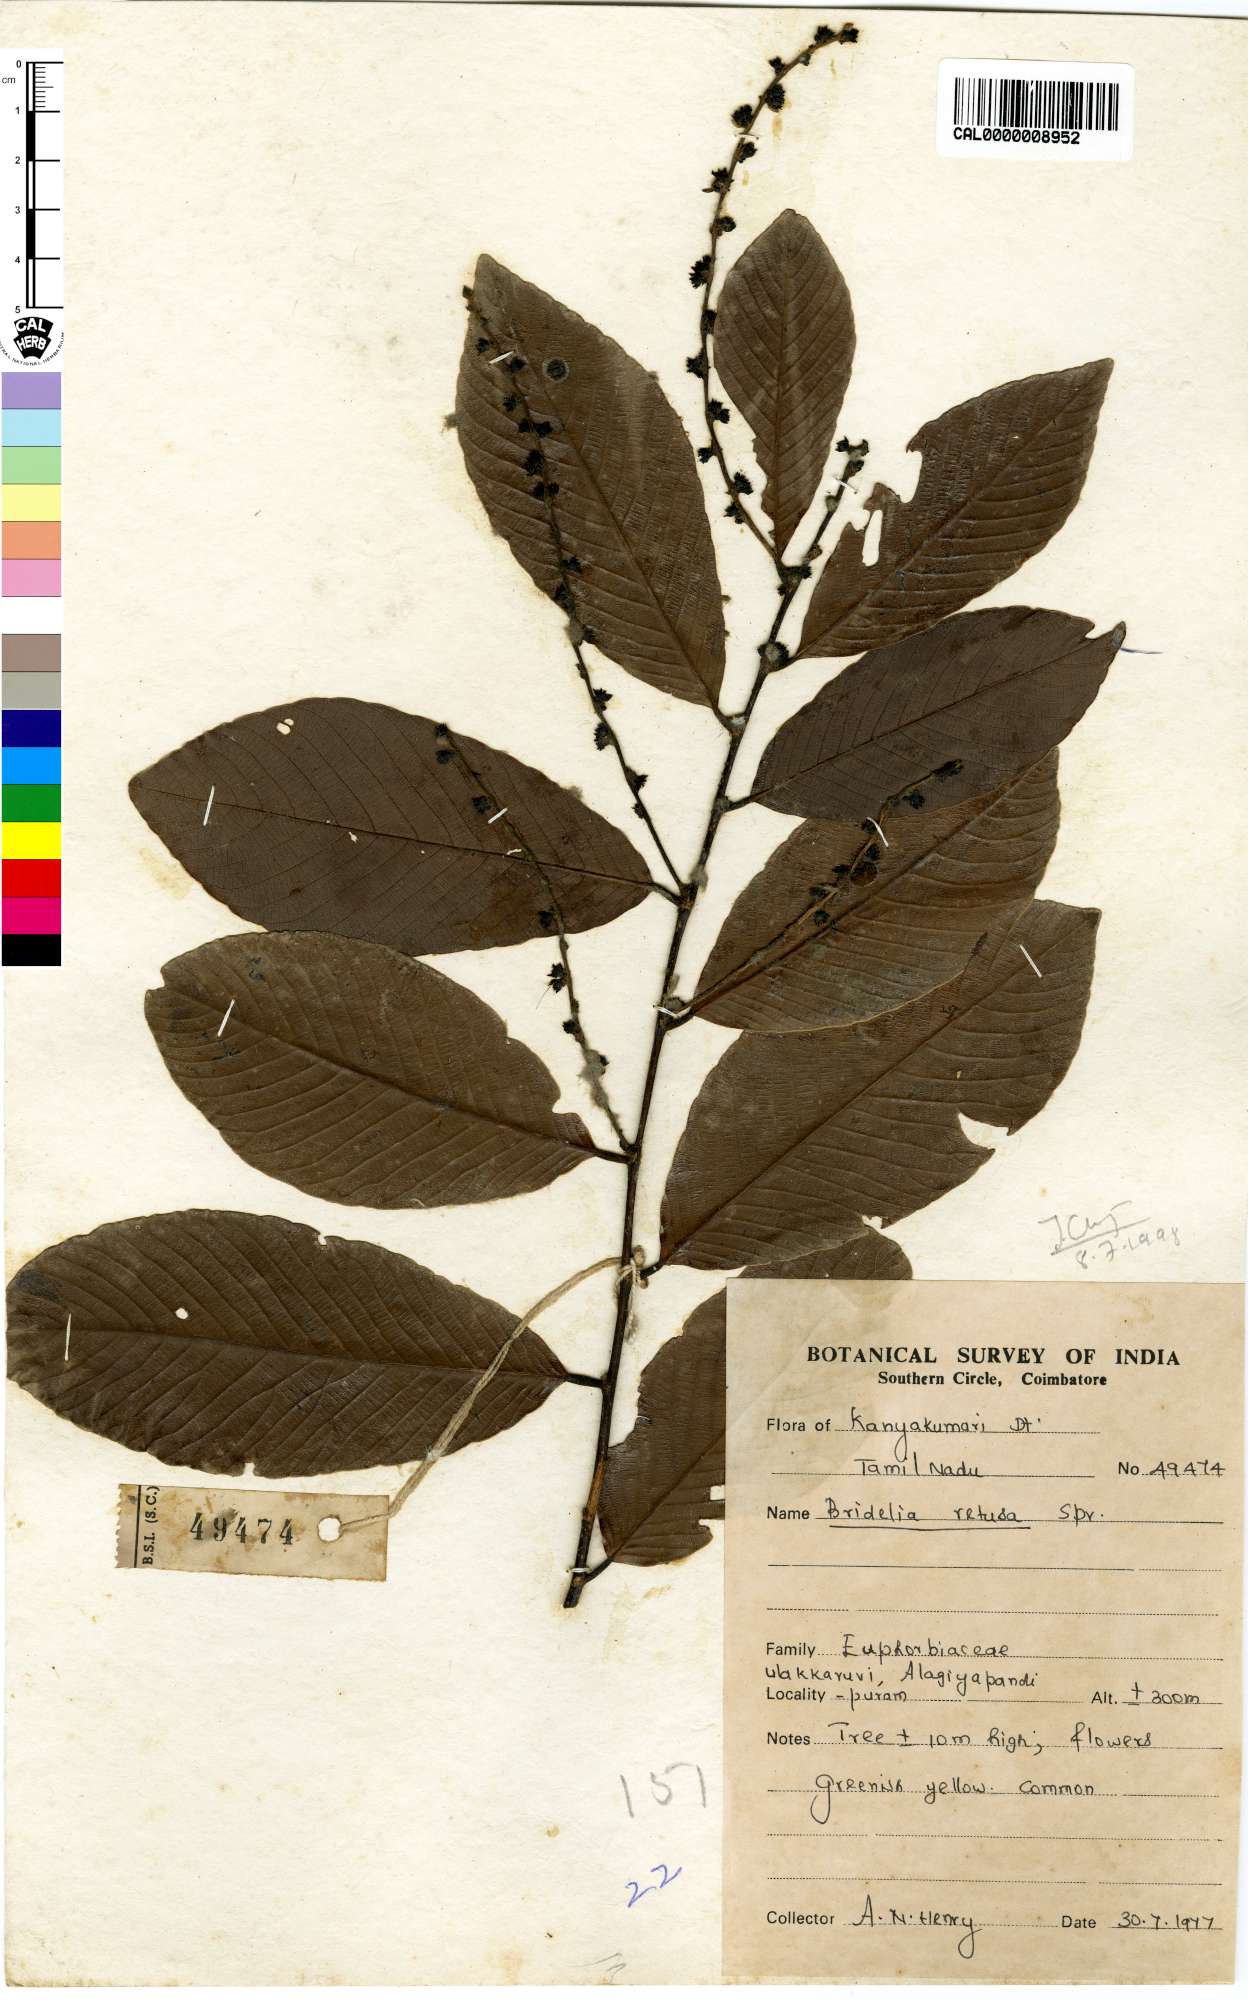 0
cm
1
2
3
4
5
CAL
HERB
CAL0000008952
8.7.1998
BOTANICAL SURVEY OF INDIA
Southern Circle, Coimbatore
Flora of Kanyakumari Dt.
Tamil Nadu No. 49474
Name Bridelia retusa Spr.
Family Euphorbiaceae
Ulakkaruvi, Alagiyapandi
Locality -puram Alt. ± 300m
Notes Tree ± 10m high; flowers
greenish yellow. common
Collector A. N. Henry Date 30.7.1977
B.S.I. (S.C.)
49474
151
22